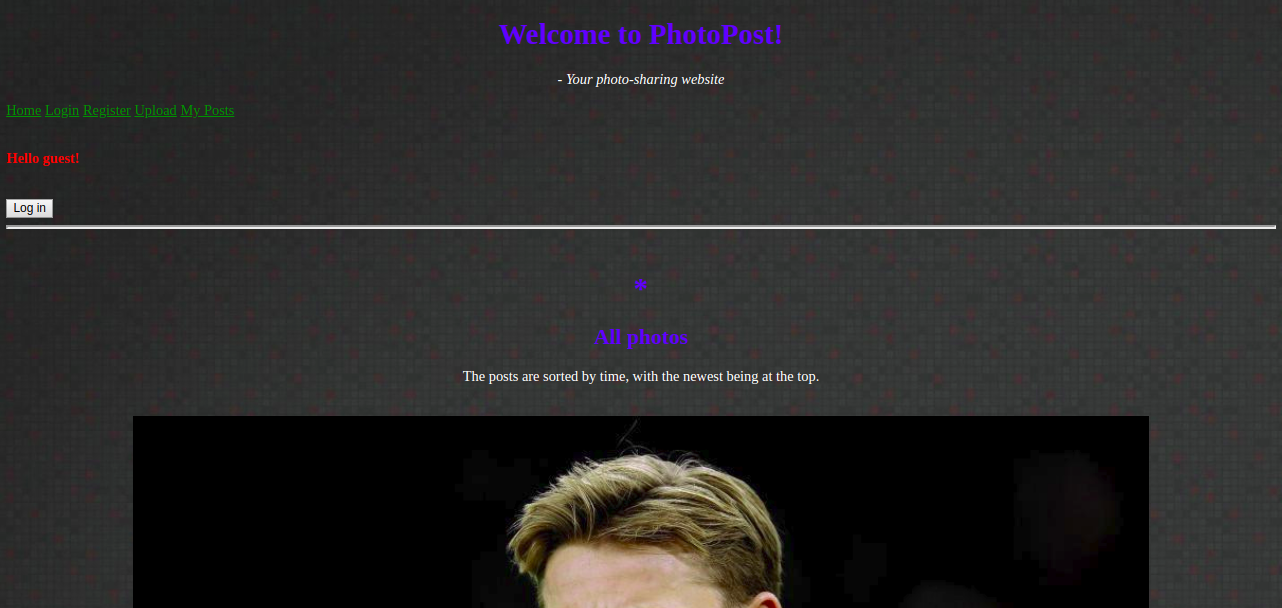 Welcome to PhotoPost!
- Your photo-sharing website
Home Login Register Upload My Posts
Hello guest!
Log in
*
All photos
The posts are sorted by time, with the newest being at the top.